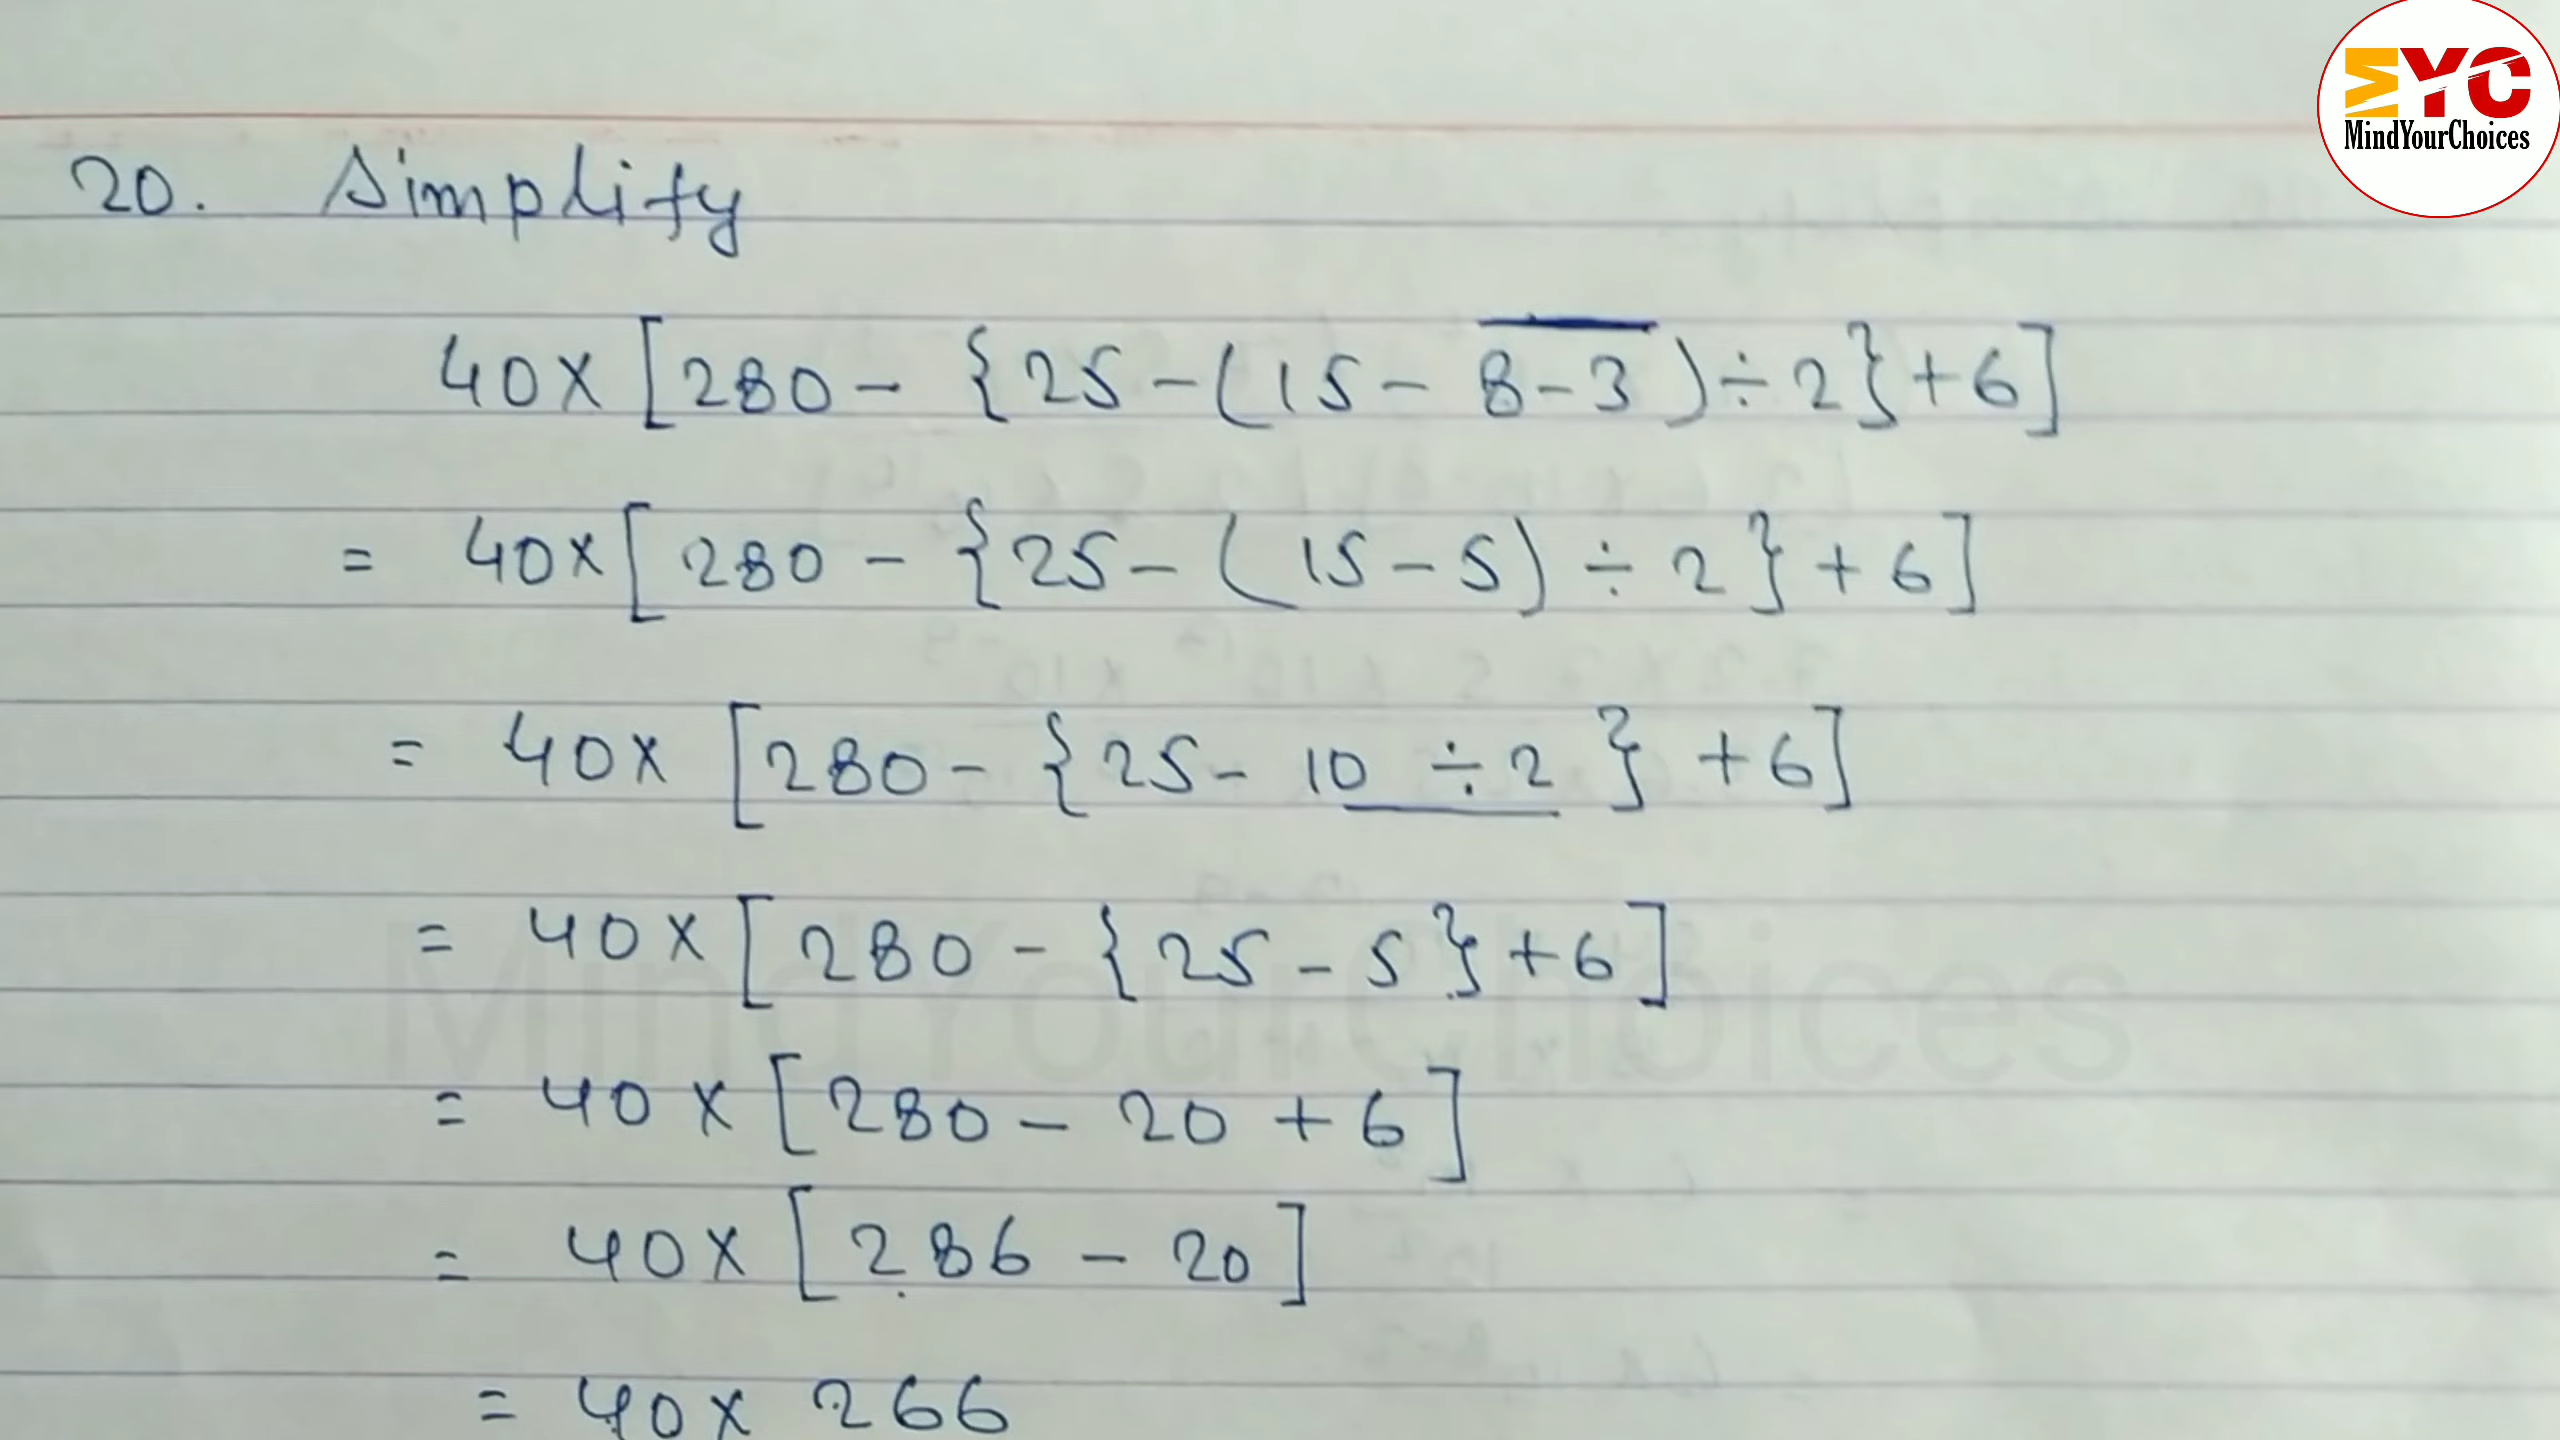 MYC
MindYourChoices
20. Simplify
40×[280-{25-(15-8̅-̅3̅)÷2}+6]
= 40×[280-{25-(15-5)÷2}+6]
= 40×[280-{25-10÷2}+6]
= 40×[280-{25-5}+6]
MindYourChoices
= 40×[280-20+6]
= 40×[286-20]
= 40×266